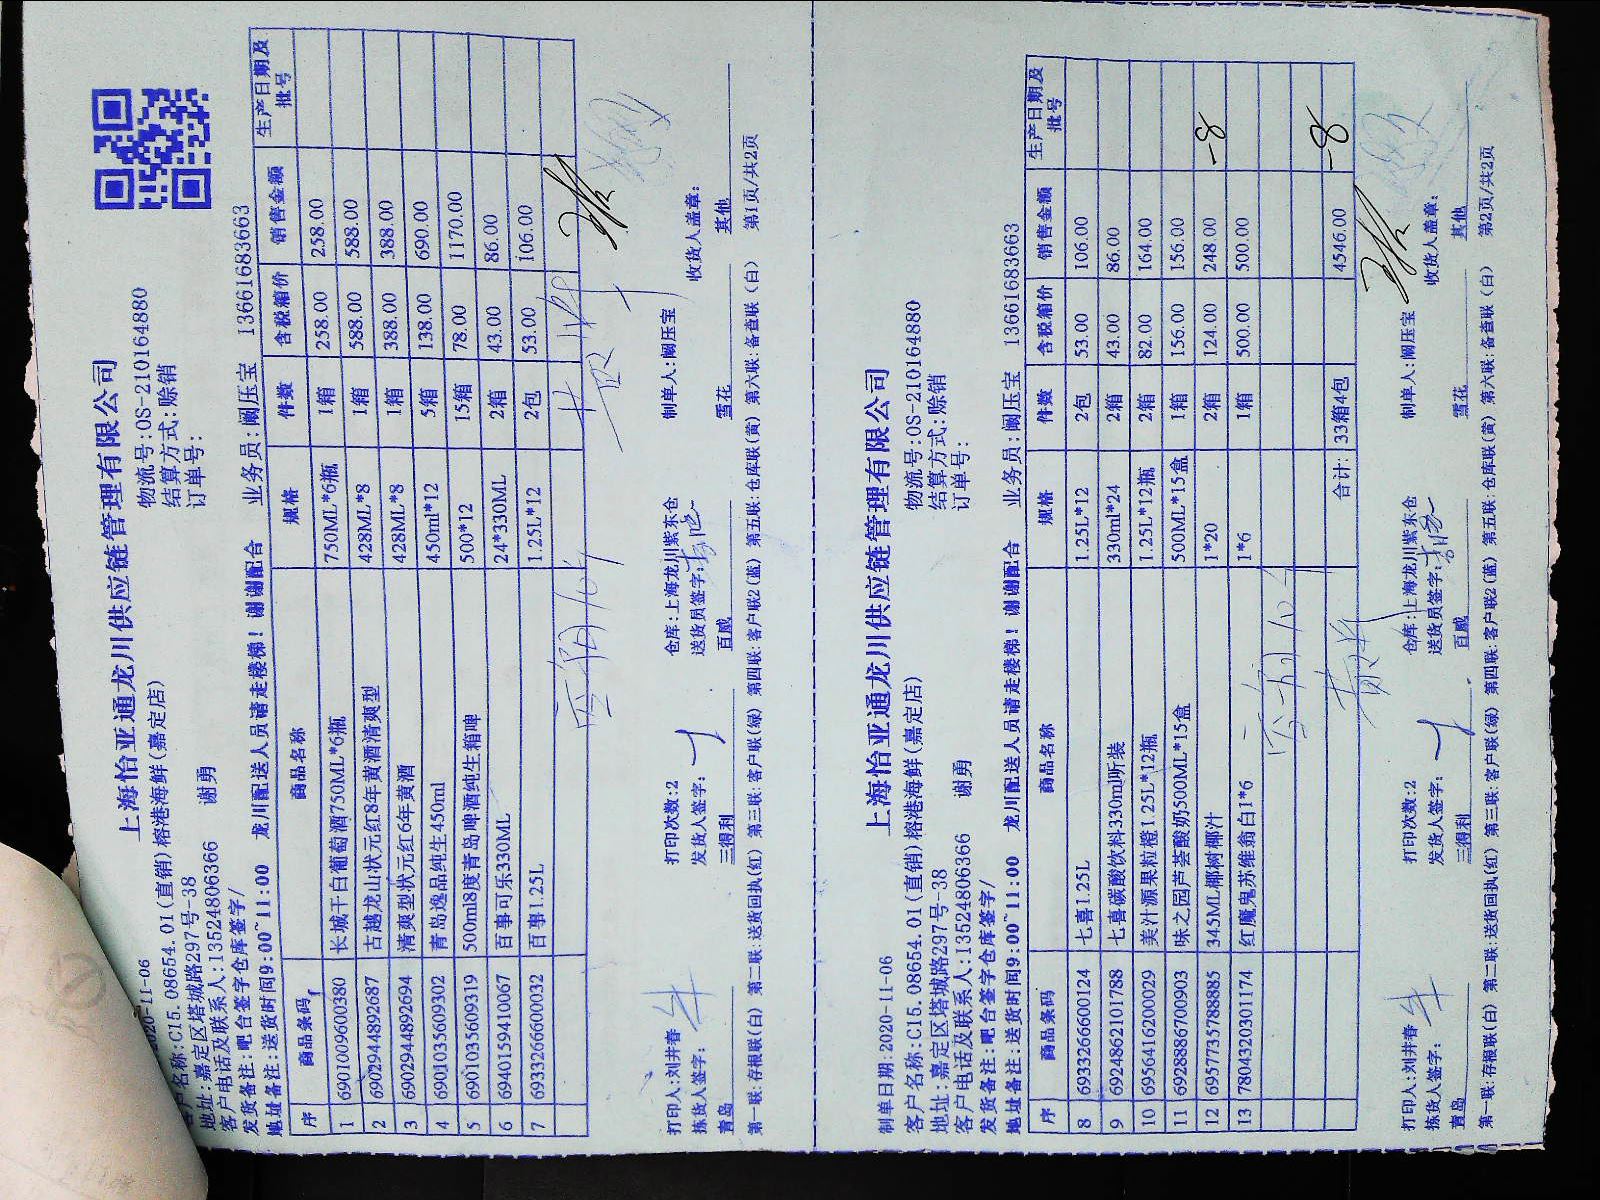 上海怡亚通龙川供应链管理有限公司
2020-11-06 物流号:OS-210164880
客户名称:C15.08654.01(直销)榕港海鲜(嘉定店) 结算方式:赊销
地址:嘉定区塔城路297号-38 订单号:
客户电话及联系人:13524806366 谢勇
发货备注:吧台签字仓库签字/
地址备注:送货时间9:00~11:00 龙川配送人员请走楼梯! 谢谢配合 业务员:阚压宝 13661683663
序 商品条码 商品名称 规格 件数 含税箱价 销售金额 生产日期及批号
1 6901009600380 长城干白葡萄酒750ML*6瓶 750ML*6瓶 1箱 258.00 258.00
2 6902944892687 古越龙山状元红8年黄酒清爽型 428ML*8 1箱 588.00 588.00
3 6902944892694 清爽型状元红6年黄酒 428ML*8 1箱 388.00 388.00
4 6901035609302 青岛逸品纯生450ml 450ml*12 5箱 138.00 690.00
5 6901035609319 500ml8度青岛啤酒纯生箱啤 500*12 15箱 78.00 1170.00
6 6940159410067 百事可乐330ML 24*330ML 2箱 43.00 86.00
7 6933266600032 百事1.25L 1.25L*12 2包 53.00 106.00
打印人:刘井春 打印次数:2 仓库:上海龙川紫东仓 制单人:阚压宝 收货人盖章:
拣货人签字: 发货人签字: 送货员签字:
青岛 三得利 百威 雪花 其他
第一联:存根联(白) 第二联:送货回执(红) 第三联:客户联(绿) 第四联:客户联2(蓝) 第五联:仓库联(黄) 第六联:备查联(白) 第1页/共2页
上海怡亚通龙川供应链管理有限公司
制单日期:2020-11-06 物流号:OS-210164880
客户名称:C15.08654.01(直销)榕港海鲜(嘉定店) 结算方式:赊销
地址:嘉定区塔城路297号-38 订单号:
客户电话及联系人:13524806366 谢勇
发货备注:吧台签字仓库签字/
地址备注:送货时间9:00~11:00 龙川配送人员请走楼梯! 谢谢配合 业务员:阚压宝 13661683663
序 商品条码 商品名称 规格 件数 含税箱价 销售金额 生产日期及批号
8 6933266600124 七喜1.25L 1.25L*12 2包 53.00 106.00
9 6924862101788 七喜碳酸饮料330ml听装 330ml*24 2箱 43.00 86.00
10 6956416200029 美汁源果粒橙1.25L*12瓶 1.25L*12瓶 2箱 82.00 164.00
11 6928886700903 味之园芦荟酸奶500ML*15盒 500ML*15盒 1箱 156.00 156.00
12 6957735788885 345ML椰树椰汁 1*20 2箱 124.00 248.00 -8
13 7804320301174 红魔鬼苏维翁白1*6 1*6 1箱 500.00 500.00
合计: 33箱4包 4546.00 -8
打印人:刘井春 打印次数:2 仓库:上海龙川紫东仓 制单人:阚压宝 收货人盖章:
拣货人签字: 发货人签字: 送货员签字:
青岛 三得利 百威 雪花 其他
第一联:存根联(白) 第二联:送货回执(红) 第三联:客户联(绿) 第四联:客户联2(蓝) 第五联:仓库联(黄) 第六联:备查联(白) 第2页/共2页